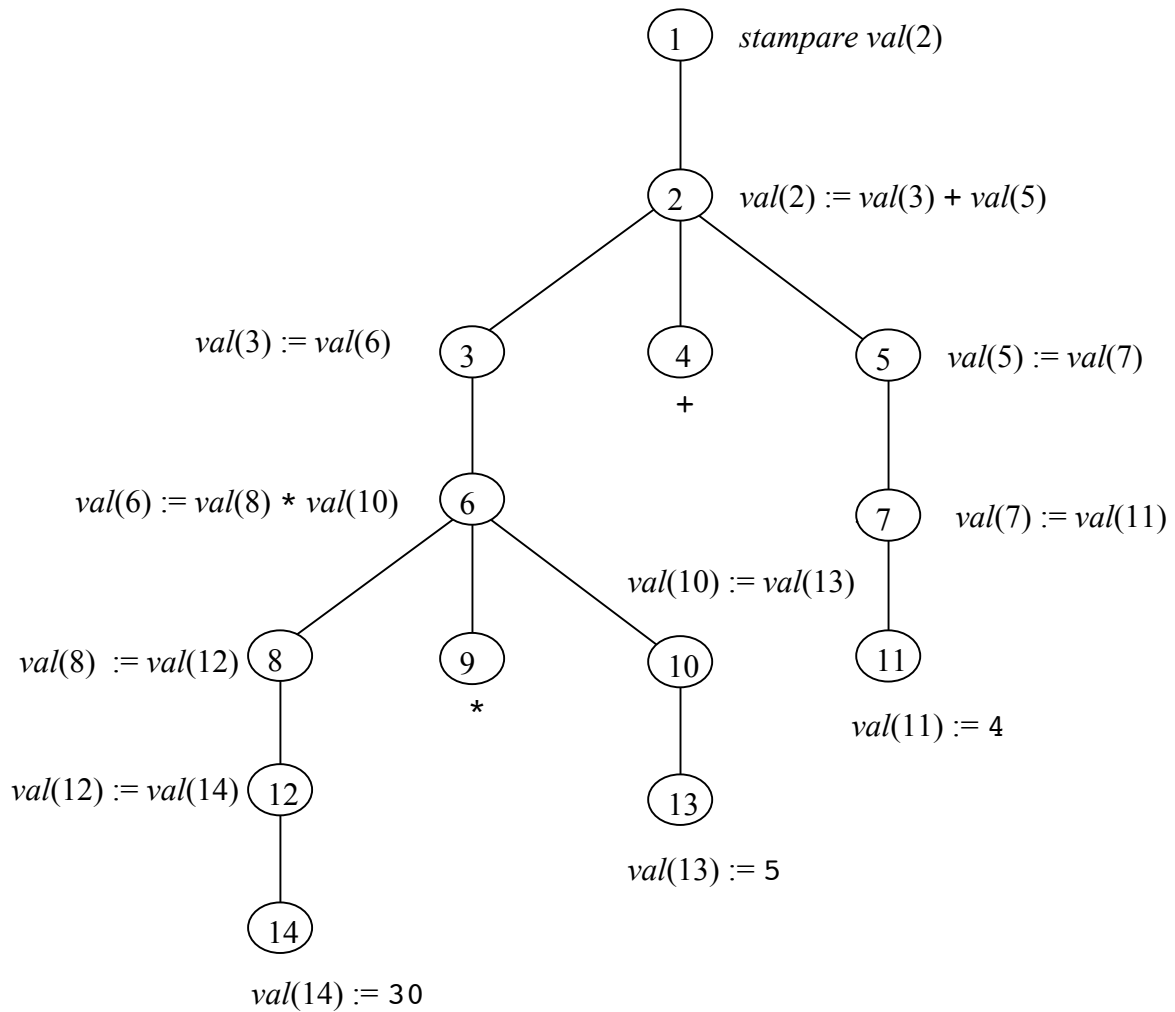 1 stampare val(2)
2 val(2) := val(3) + val(5)
val(3) := val(6) 3 4 5 val(5) := val(7)
+
val(6) := val(8) * val(10) 6 7 val(7) := val(11)
val(10) := val(13)
val(8) := val(12) 8 9 10 11
*
val(11) := 4
val(12) := val(14) 12 13
val(13) := 5
14
val(14) := 30